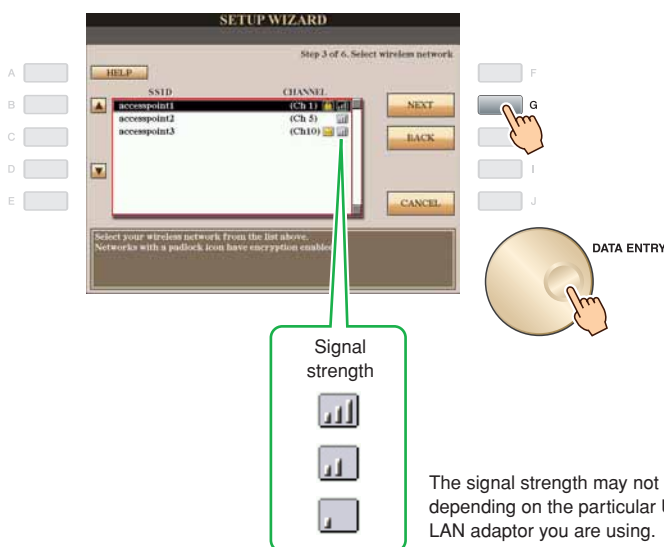 SETUP WIZARD
Step 3 of 6. Select wireless network
HELP
SSID CHANNEL
accesspoint1 (Ch 1)
accesspoint2 (Ch 5)
accesspoint3 (Ch10)
NEXT
BACK
CANCEL
Select your wireless network from the list above.
Networks with a padlock icon have encryption enabled
A
B
C
D
E
F
G
I
J
DATA ENTRY
Signal
strength
The signal strength may not
depending on the particular
LAN adaptor you are using.